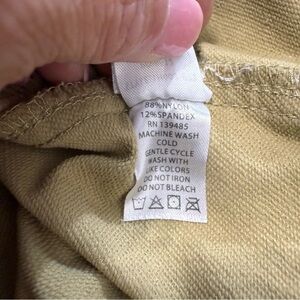 88%NYLON
12%SPANDEX
RN 139485
MACHINE WASH
COLD
GENTLE CYCLE
WASH WITH
LIKE COLORS
DO NOT IRON
DO NOT BLEACH